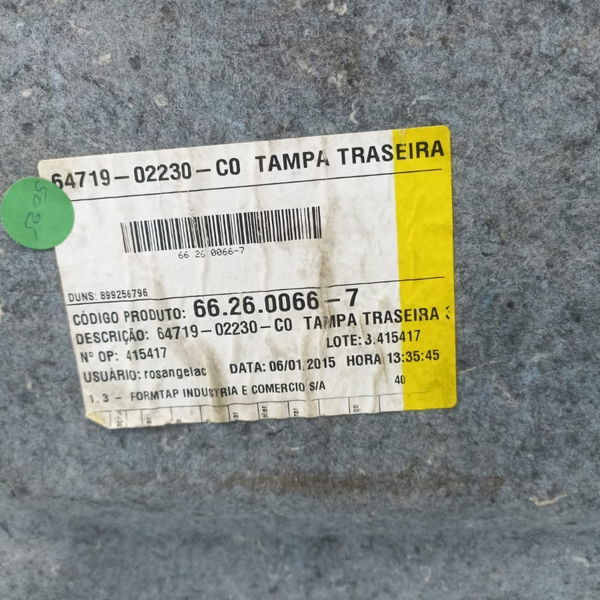 64719-02230-C0 TAMPA TRASEIRA
66.26.0066-7
DUNS: 899256796
CÓDIGO PRODUTO: 66.26.0066-7
DESCRIÇÃO: 64719-02230-C0 TAMPA TRASEIRA
Nº OP: 415417 LOTE: 3.415417
USUÁRIO: rosangelac DATA: 06/01/2015 HORA 13:35:45
1.3 - FORMTAP INDUSTRIA E COMERCIO S/A 40